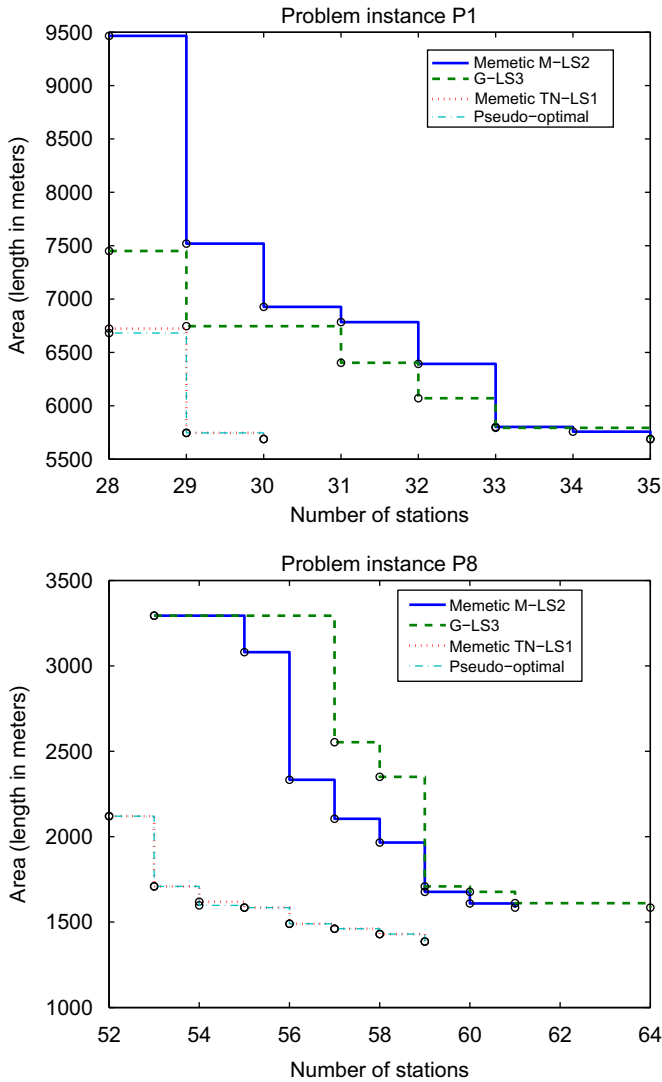 Problem instance P1
9500
9000
8500
8000
7500
7000
6500
6000
5500
Area (length in meters)
Memetic M−LS2
G−LS3
Memetic TN−LS1
Pseudo−optimal
28 29 30 31 32 33 34 35
Number of stations
Problem instance P8
3500
3000
2500
2000
1500
1000
Area (length in meters)
Memetic M−LS2
G−LS3
Memetic TN−LS1
Pseudo−optimal
52 54 56 58 60 62 64
Number of stations